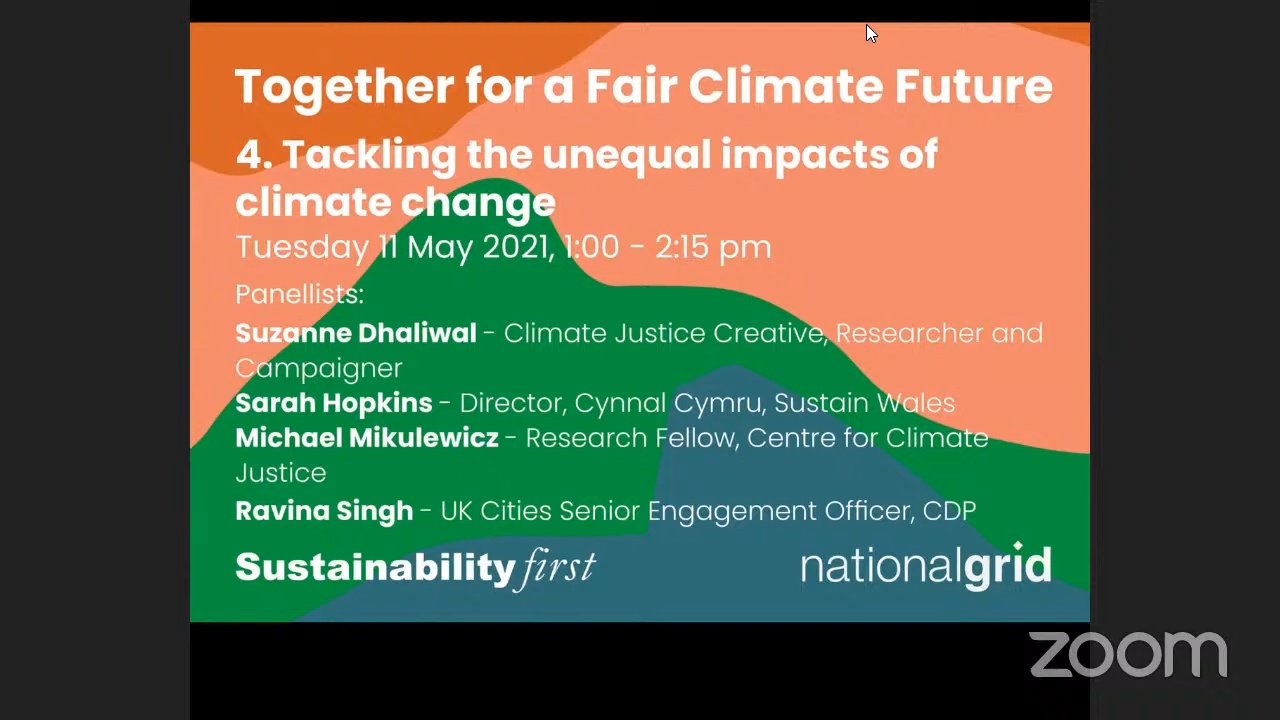 Together for a Fair Climate Future
4. Tackling the unequal impacts of
climate change
Tuesday 11 May 2021, 1:00 - 2:15 pm
Panellists:
Suzanne Dhaliwal - Climate Justice Creative, Researcher and
Campaigner
Sarah Hopkins - Director, Cynnal Cymru, Sustain Wales
Michael Mikulewicz - Research Fellow, Centre for Climate
Justice
Ravina Singh - UK Cities Senior Engagement Officer, CDP
Sustainability first
nationalgrid
zoom